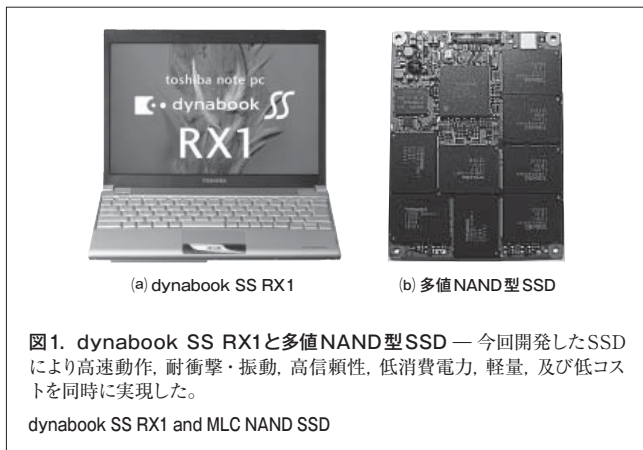 toshiba note pc
dynabook SS
RX1
TOSHIBA
(a) dynabook SS RX1
(b) 多値NAND型SSD
図1. dynabook SS RX1と多値NAND型SSD — 今回開発したSSD
により高速動作, 耐衝撃・振動, 高信頼性, 低消費電力, 軽量, 及び低コス
トを同時に実現した。
dynabook SS RX1 and MLC NAND SSD